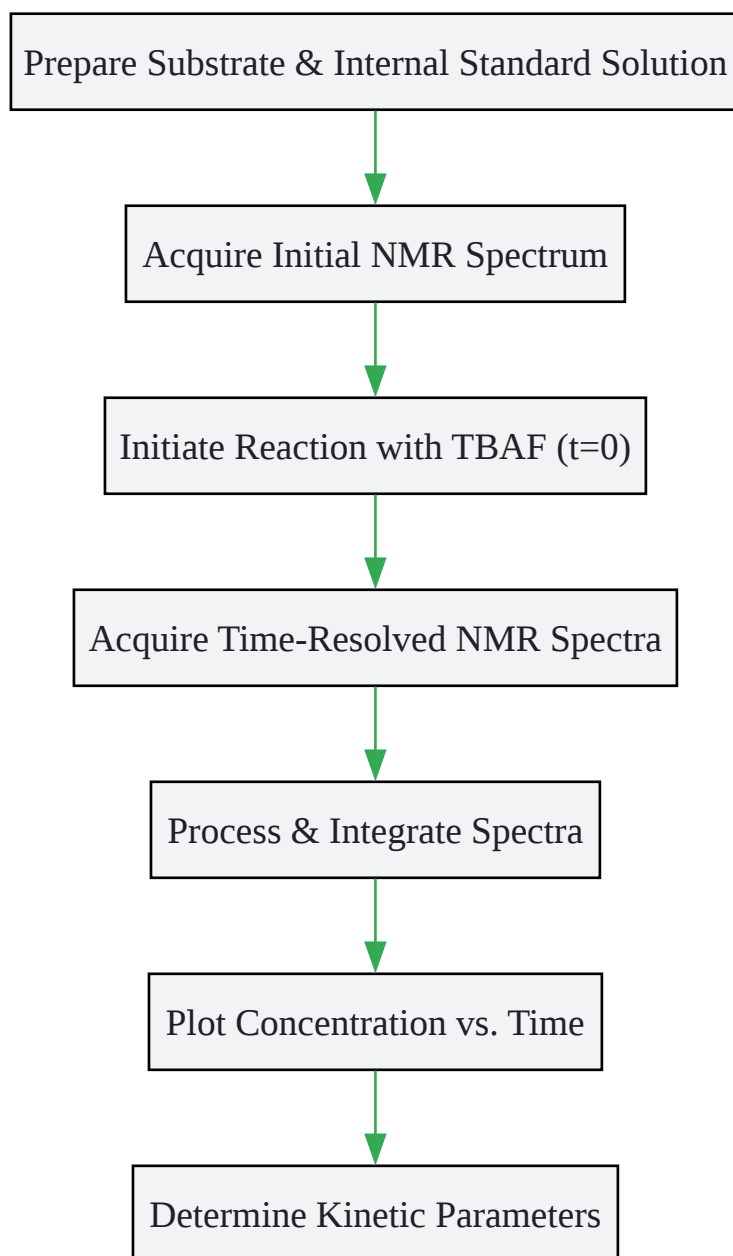 Prepare Substrate & Internal Standard Solution
Acquire Initial NMR Spectrum
Initiate Reaction with TBAF (t=0)
Acquire Time-Resolved NMR Spectra
Process & Integrate Spectra
Plot Concentration vs. Time
Determine Kinetic Parameters